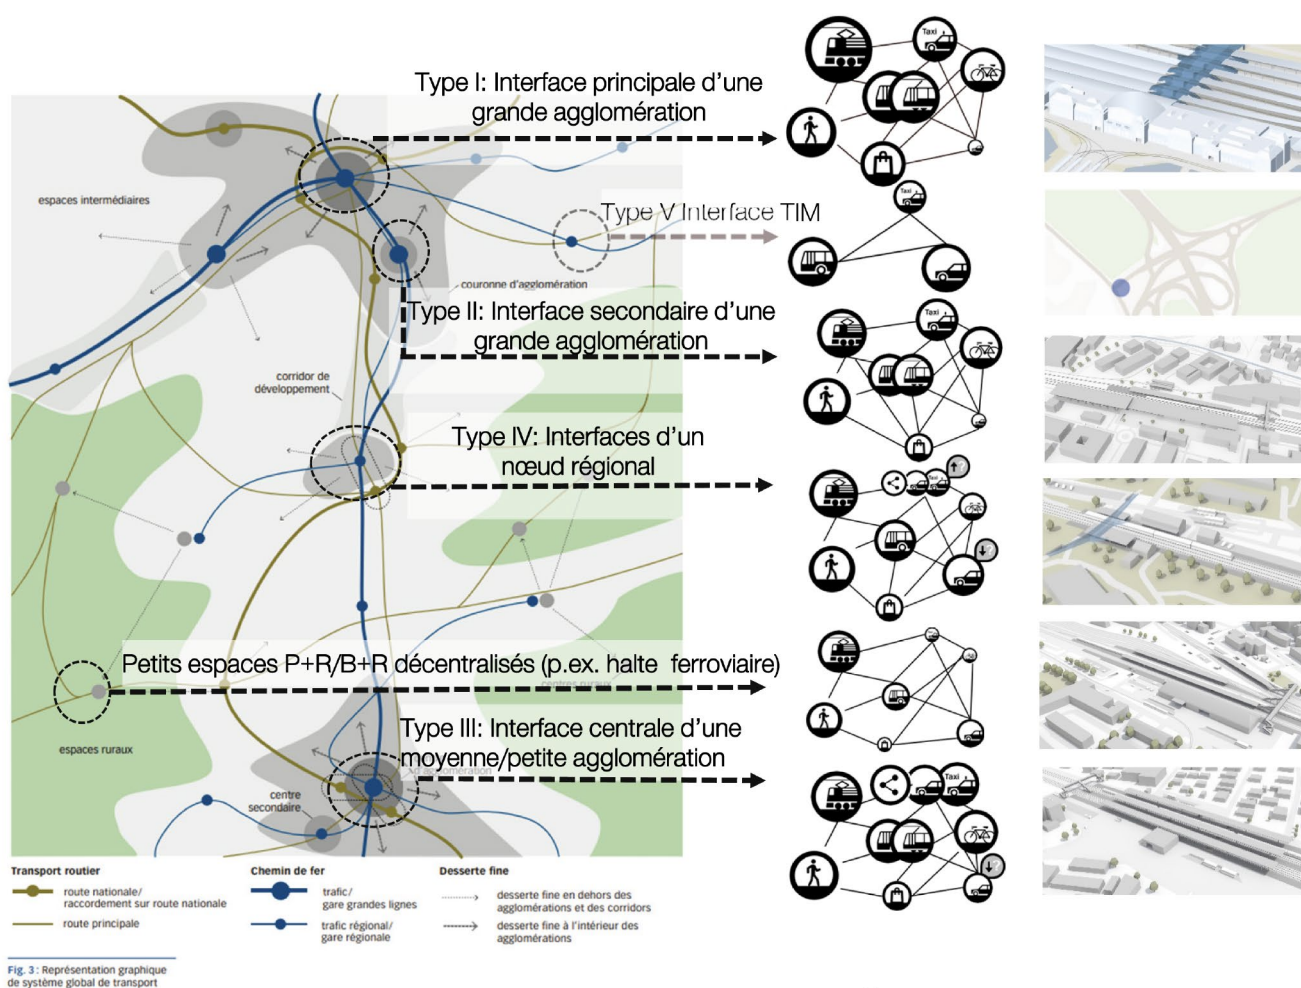 Type I: Interface principale d'une
grande agglomération
Taxi
espaces intermédiaires
Type V Interface TIM
Taxi
couronne d'agglomération
Type II: Interface secondaire d'une
grande agglomération
Taxi
corridor de
développement
Type IV: Interfaces d'un
nœud régional
Taxi
Petits espaces P+R/B+R décentralisés (p.ex. halte ferroviaire)
centres ruraux
espaces ruraux
Type III: Interface centrale d'une
moyenne/petite agglomération
d'agglomération
Taxi
centre
secondaire
Transport routier
route nationale/
raccordement sur route nationale
route principale
Chemin de fer
trafic/
gare grandes lignes
trafic régional/
gare régionale
Desserte fine
desserte fine en dehors des
agglomérations et des corridors
desserte fine à l'intérieur des
agglomérations
Fig. 3 : Représentation graphique
de système global de transport